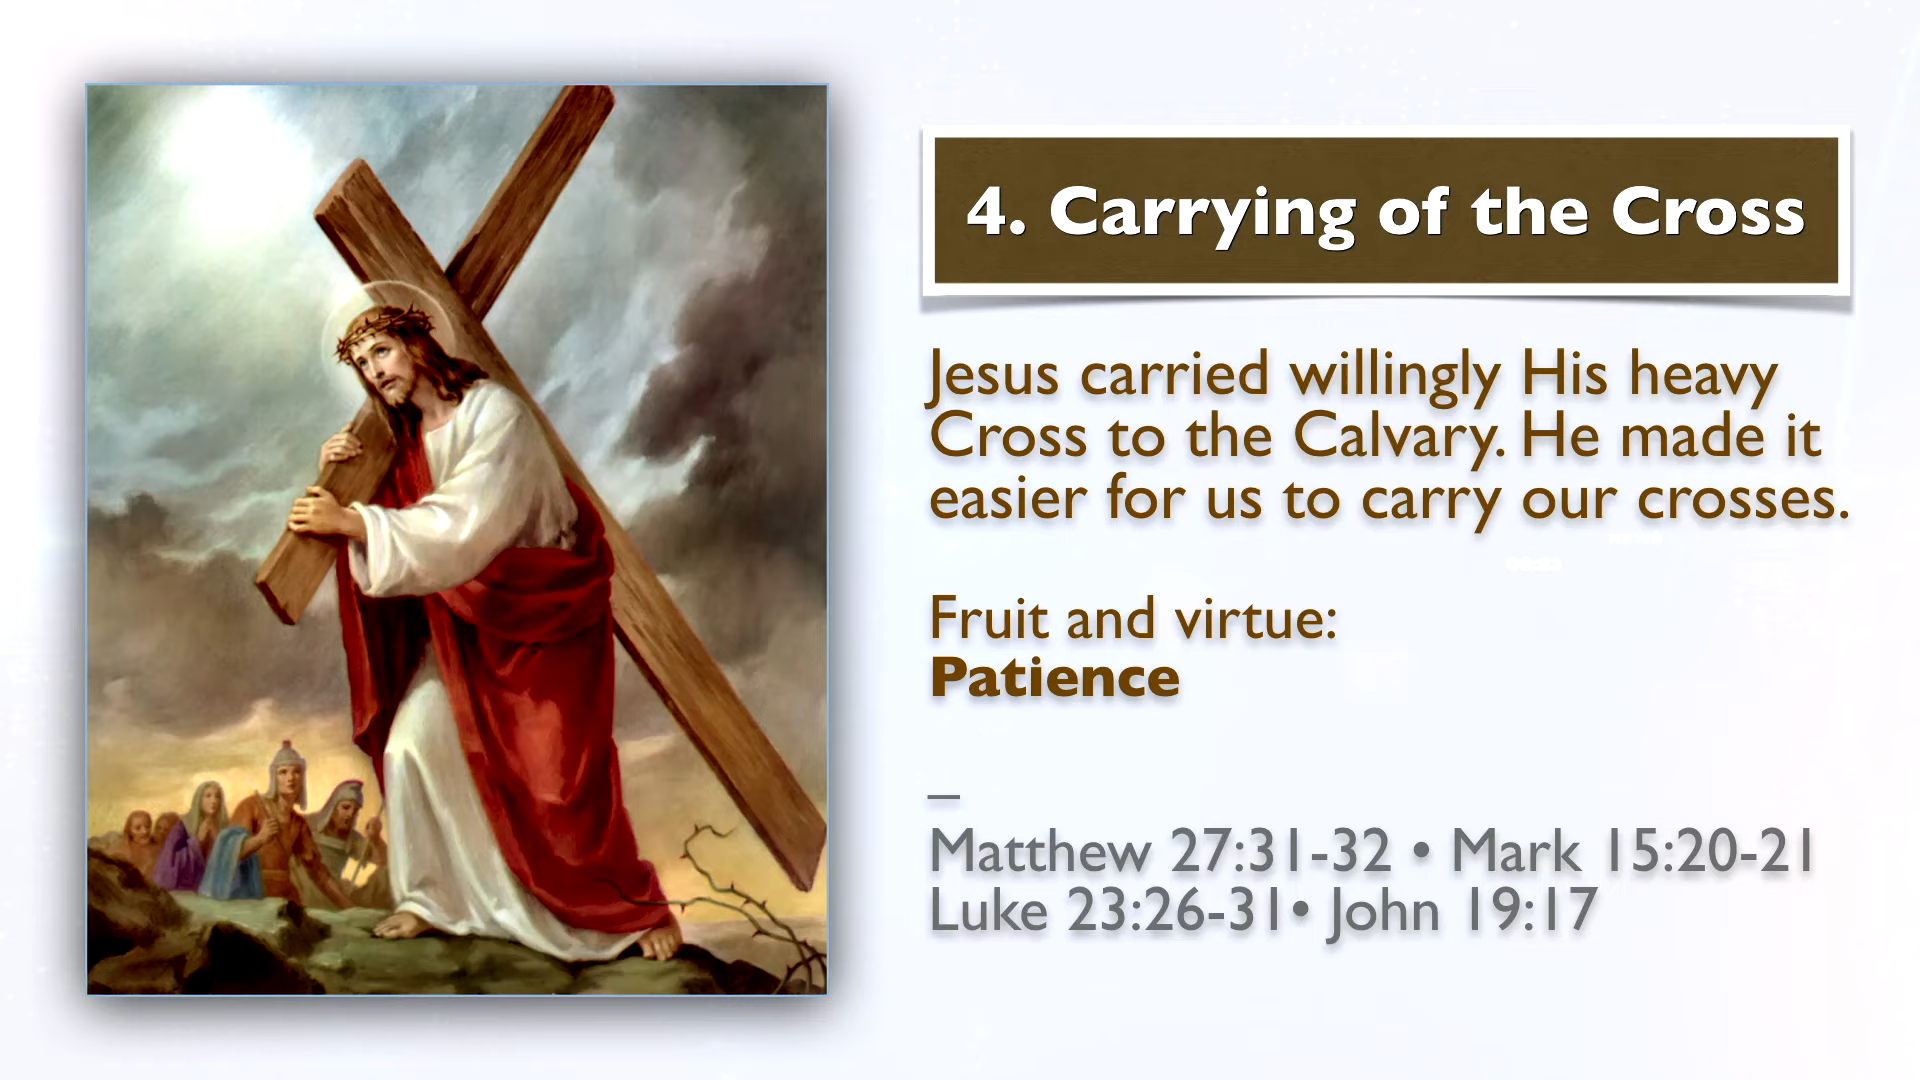 4. Carrying of the Cross
Jesus carried willingly His heavy
Cross to the Calvary. He made it
easier for us to carry our crosses.
Fruit and virtue:
Patience
_
Matthew 27:31-32 • Mark 15:20-21
Luke 23:26-31• John 19:17